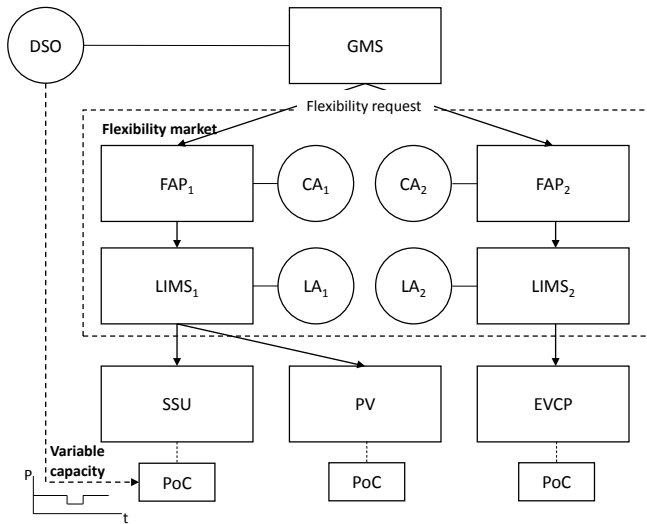 DSO
GMS
Flexibility request
Flexibility market
FAP₁
CA₁
CA₂
FAP₂
LIMS₁
LA₁
LA₂
LIMS₂
SSU
PV
EVCP
Variable
capacity
P
PoC
PoC
PoC
t